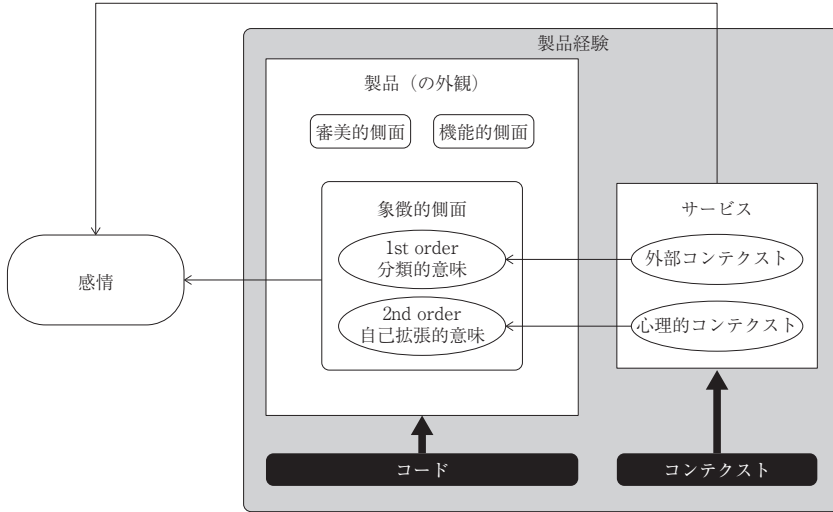 製品経験
製品（の外観）
審美的側面
機能的側面
象徴的側面
1st order
分類的意味
2nd order
自己拡張的意味
サービス
外部コンテクスト
心理的コンテクスト
感情
コード
コンテクスト